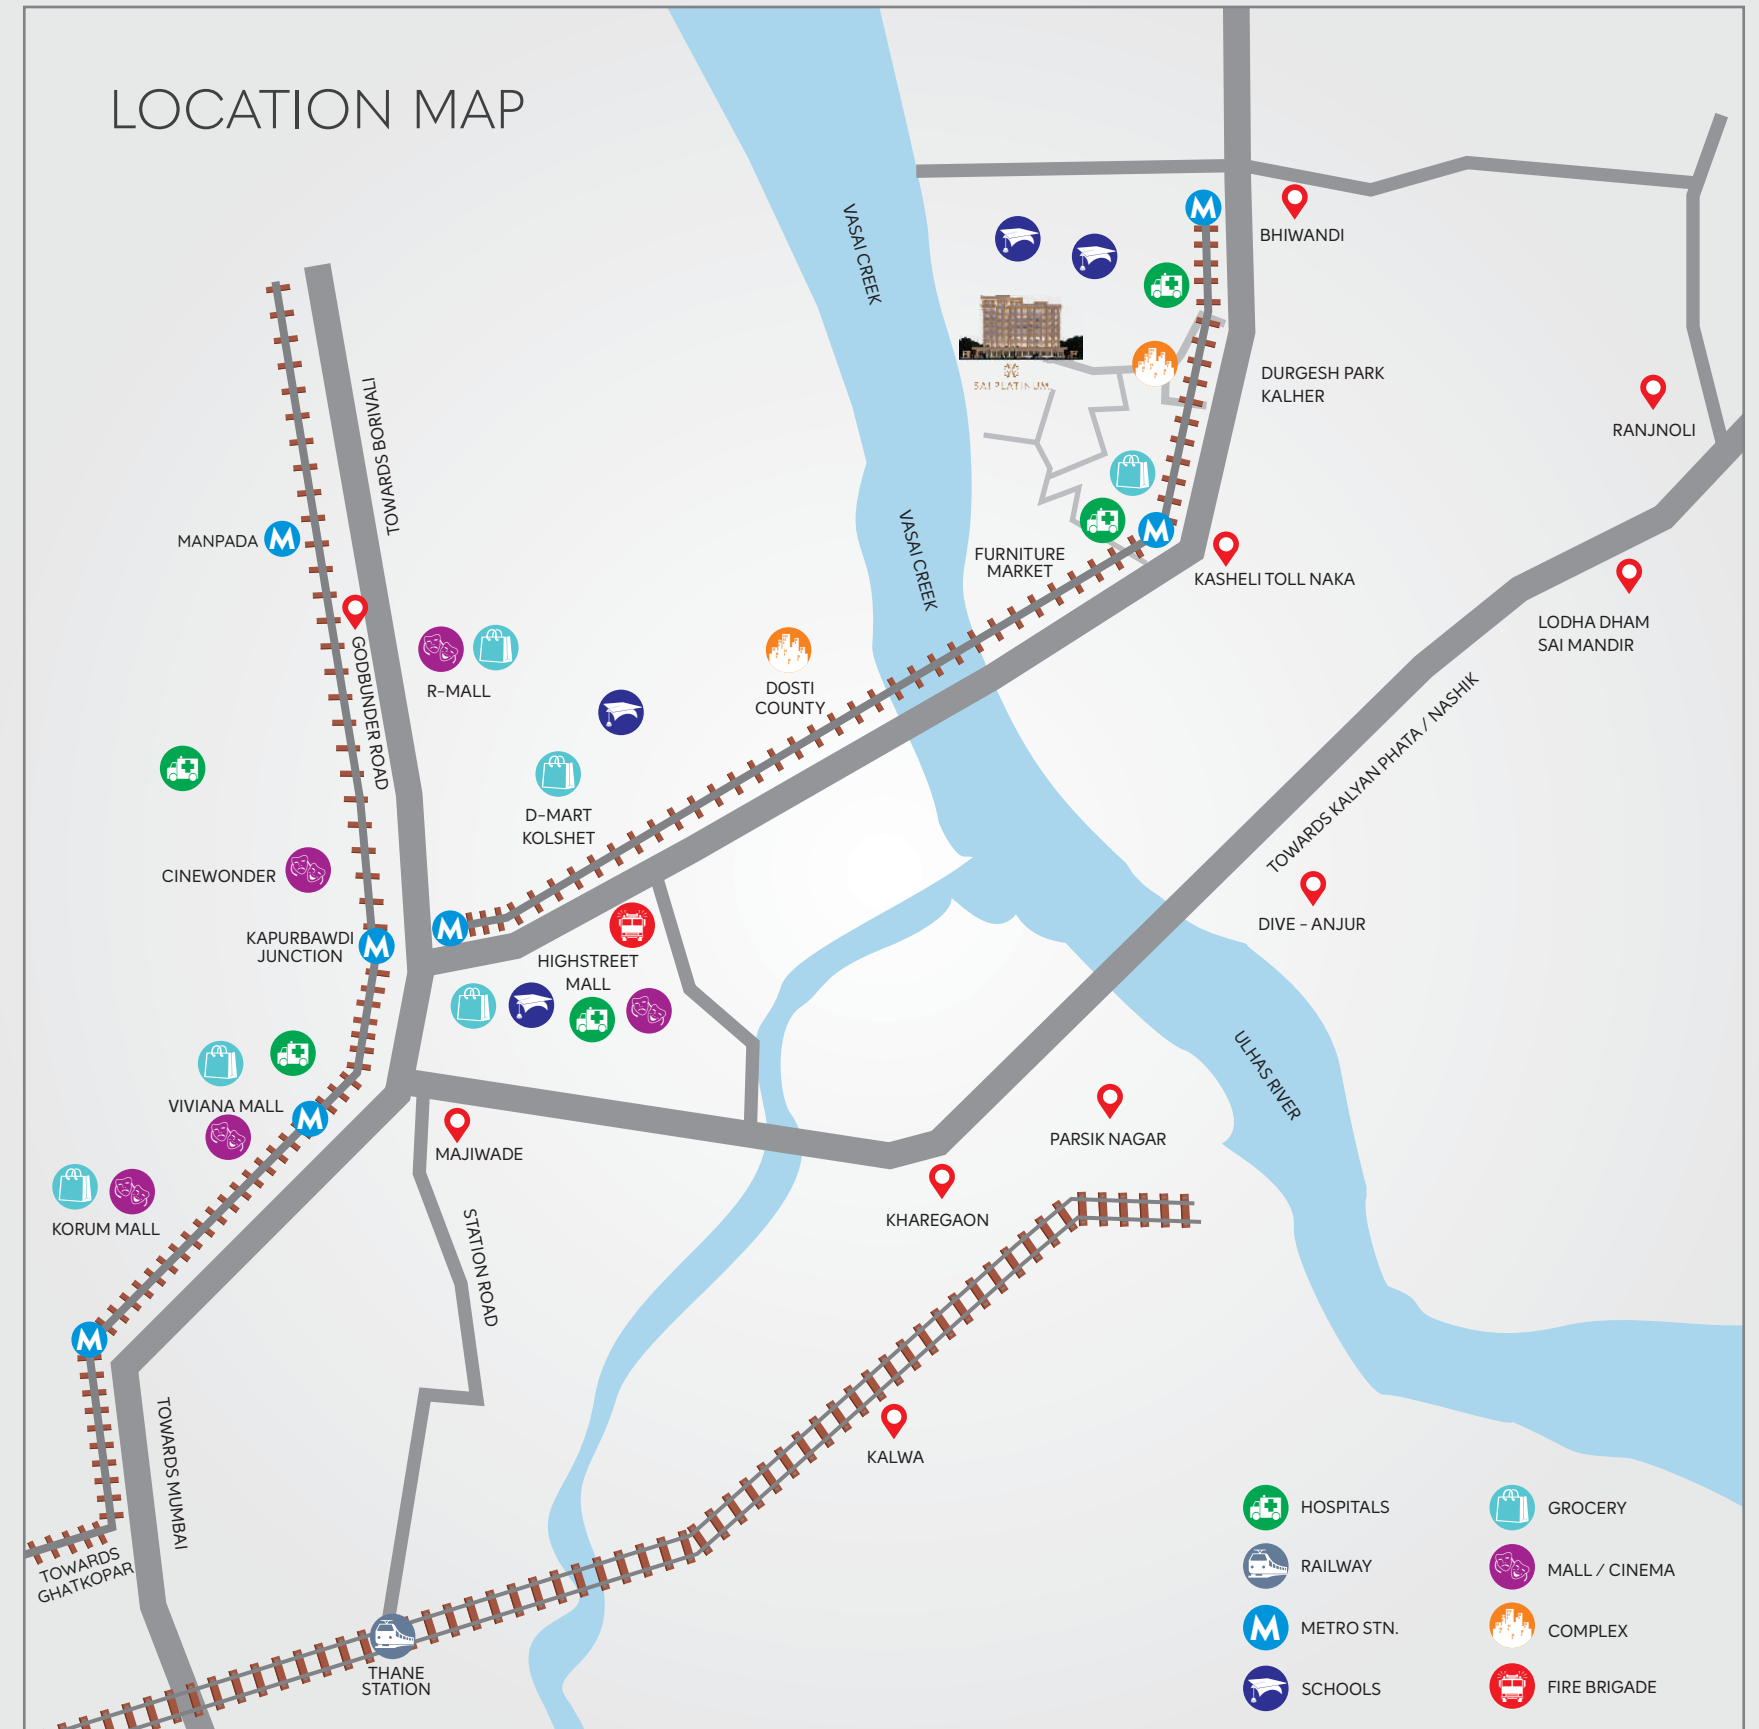 LOCATION MAP
VASAI CREEK
BHIWANDI
SAI PLATINUM
DURGESH PARK
KALHER
RANJNOLI
TOWARDS BORIVALI
MANPADA
M
M
VASAI CREEK
FURNITURE
MARKET
M
KASHELI TOLL NAKA
LODHA DHAM
SAI MANDIR
GODBUNDER ROAD
R-MALL
DOSTI
COUNTY
TOWARDS KALYAN PHATA / NASHIK
D-MART
KOLSHET
CINEWONDER
DIVE - ANJUR
KAPURBAWDI
JUNCTION
M
M
HIGHSTREET
MALL
ULHAS RIVER
VIVIANA MALL
M
MAJIWADE
PARSIK NAGAR
KORUM MALL
KHAREGAON
STATION ROAD
M
TOWARDS MUMBAI
KALWA
TOWARDS
GHATKOPAR
THANE
STATION
HOSPITALS
RAILWAY
M
METRO STN.
SCHOOLS
GROCERY
MALL / CINEMA
COMPLEX
FIRE BRIGADE